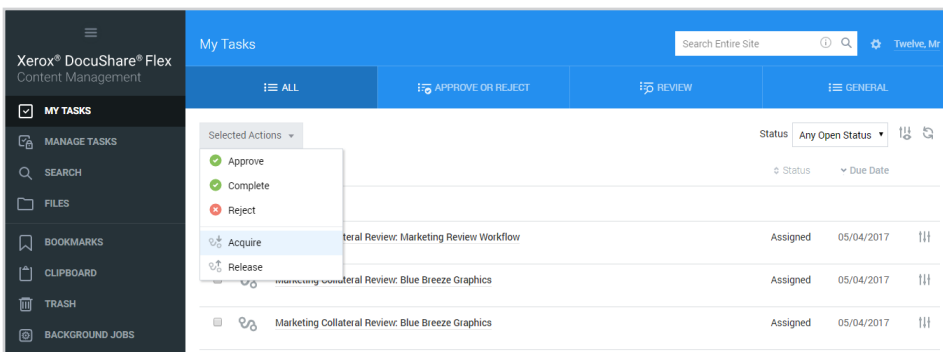 Xerox® DocuShare® Flex
Content Management
MY TASKS
MANAGE TASKS
SEARCH
FILES
BOOKMARKS
CLIPBOARD
TRASH
BACKGROUND JOBS
My Tasks
Search Entire Site
Twelve, Mr
ALL
APPROVE OR REJECT
REVIEW
GENERAL
Selected Actions
Status Any Open Status
Approve
Complete
Reject
Acquire
Release
Status Due Date
Review: Marketing Review Workflow Assigned 05/04/2017
Marketing Collateral Review: Blue Breeze Graphics Assigned 05/04/2017
Marketing Collateral Review: Blue Breeze Graphics Assigned 05/04/2017